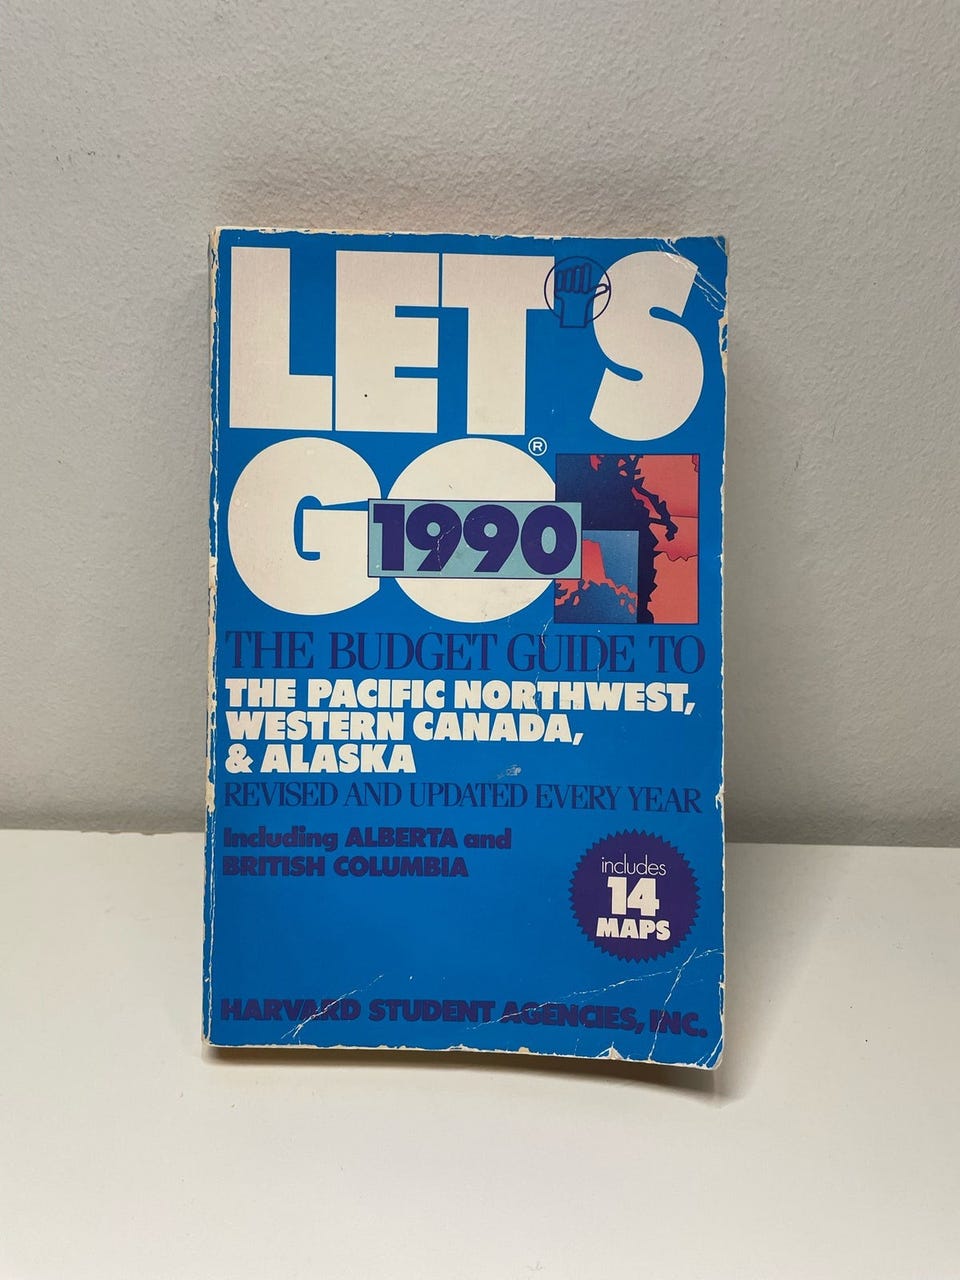 LET'S
GO®
1990
THE BUDGET GUIDE TO
THE PACIFIC NORTHWEST,
WESTERN CANADA,
& ALASKA
REVISED AND UPDATED EVERY YEAR
Including ALBERTA and
BRITISH COLUMBIA
includes
14
MAPS
HARVARD STUDENT AGENCIES, INC.